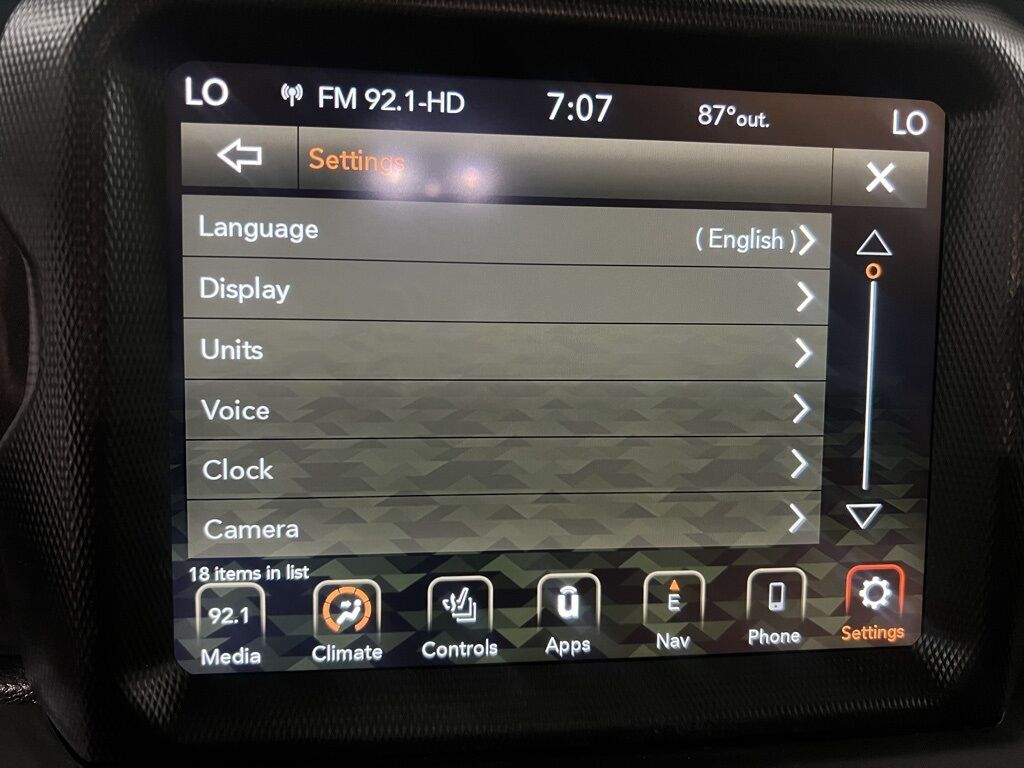 LO FM 92.1-HD 7:07 87°out. LO
Settings
Language ( English )
Display
Units
Voice
Clock
Camera
18 items in list
92.1 E
Media Climate Controls Apps Nav Phone Settings